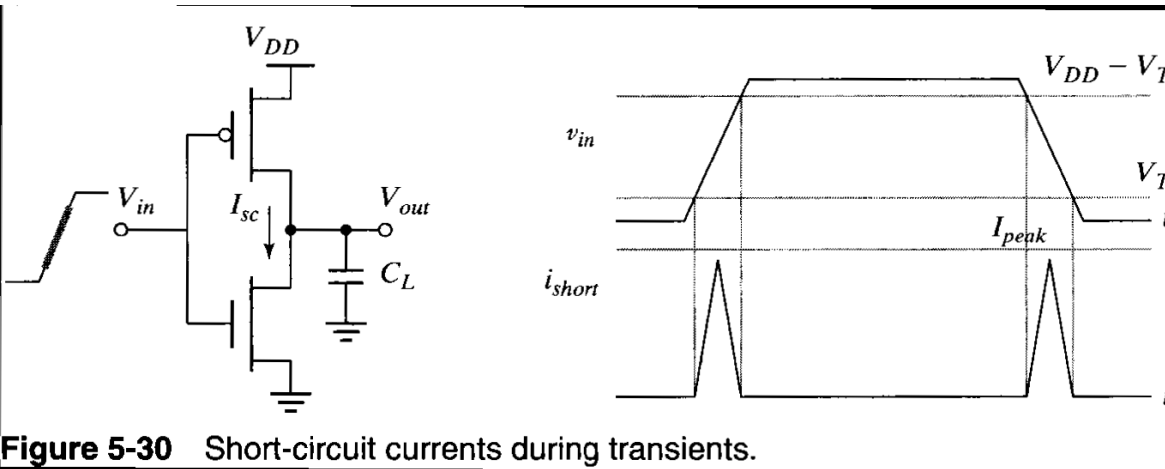 V_DD
V_DD − V_T
v_in
V_in
I_sc
V_out
V_T
I_peak
C_L
i_short
Figure 5-30 Short-circuit currents during transients.